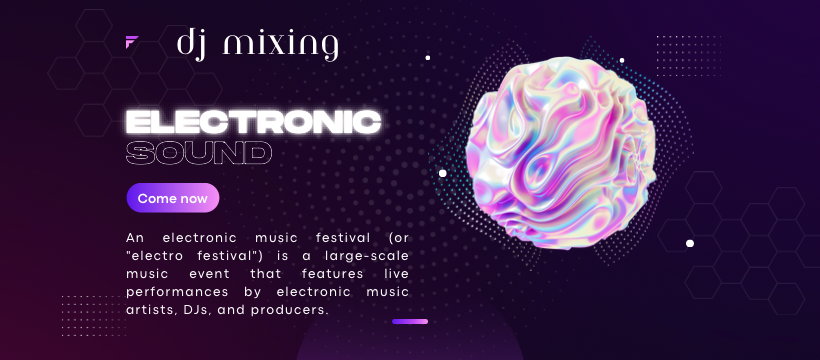 dj mixing
ELECTRONIC
SOUND
Come now
An electronic music festival (or
"electro festival") is a large-scale
music event that features live
performances by electronic music
artists, DJs, and producers.